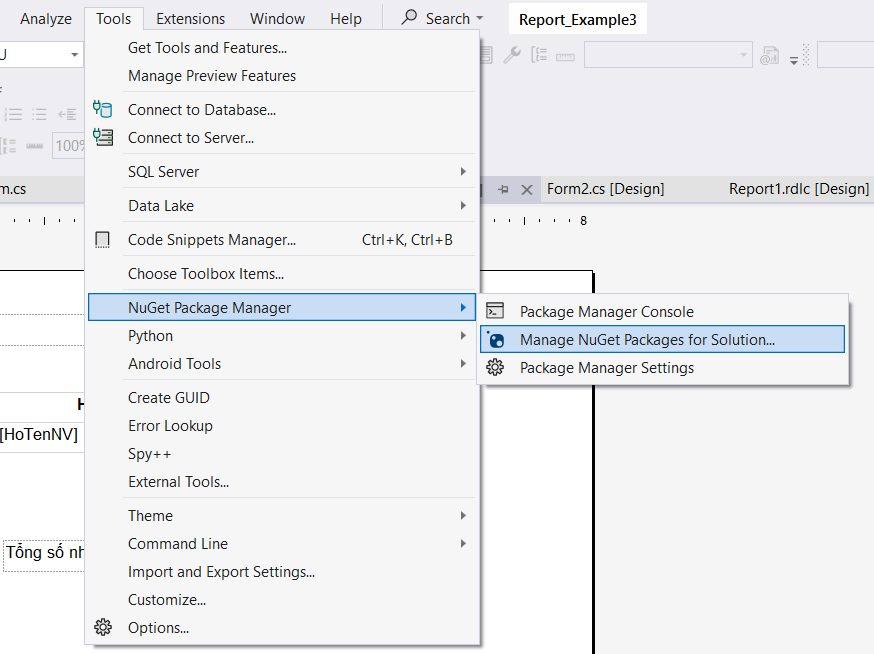 Analyze Tools Extensions Window Help Search Report_Example3
Get Tools and Features...
Manage Preview Features
Connect to Database...
Connect to Server...
100%
SQL Server
m.cs Form2.cs [Design] Report1.rdlc [Design]
Data Lake
8
Code Snippets Manager... Ctrl+K, Ctrl+B
Choose Toolbox Items...
NuGet Package Manager
Package Manager Console
Python
Manage NuGet Packages for Solution...
Android Tools
Package Manager Settings
Create GUID
H
Error Lookup
[HoTenNV]
Spy++
External Tools...
Theme
Command Line
Tổng số nh
Import and Export Settings...
Customize...
Options...